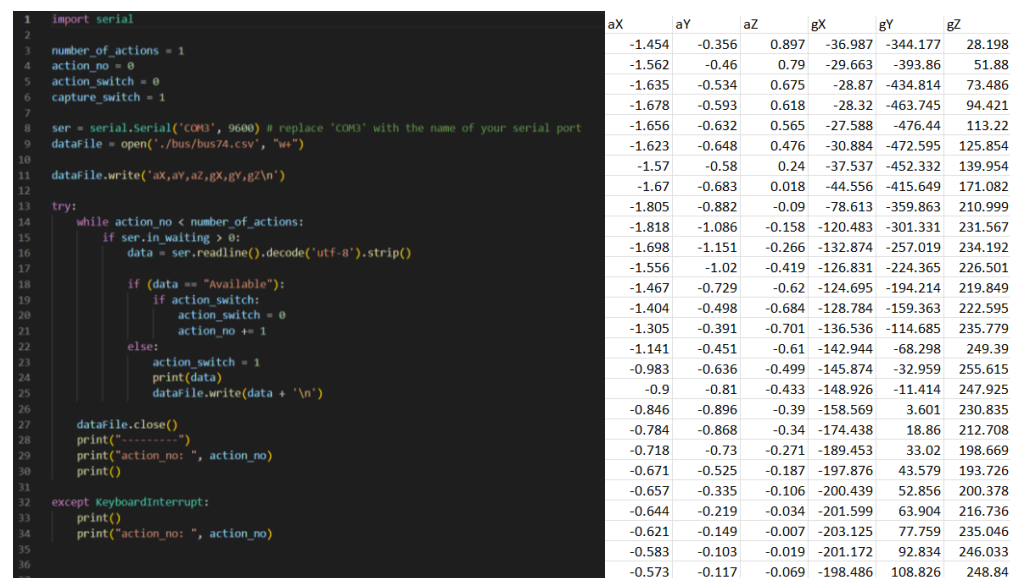 1 import serial
2
3 number_of_actions = 1
4 action_no = 0
5 action_switch = 0
6 capture_switch = 1
7
8 ser = serial.Serial('COM3', 9600) # replace 'COM3' with the name of your serial port
9 dataFile = open('./bus/bus74.csv', "w+")
10
11 dataFile.write('aX,aY,aZ,gX,gY,gZ\n')
12
13 try:
14 while action_no < number_of_actions:
15 if ser.in_waiting > 0:
16 data = ser.readline().decode('utf-8').strip()
17
18 if (data == "Available"):
19 if action_switch:
20 action_switch = 0
21 action_no += 1
22 else:
23 action_switch = 1
24 print(data)
25 dataFile.write(data + '\n')
26
27 dataFile.close()
28 print("---------")
29 print("action_no: ", action_no)
30 print()
31
32 except KeyboardInterrupt:
33 print()
34 print("action_no: ", action_no)
35
36
aX aY aZ gX gY gZ
-1.454 -0.356 0.897 -36.987 -344.177 28.198
-1.562 -0.46 0.79 -29.663 -393.86 51.88
-1.635 -0.534 0.675 -28.87 -434.814 73.486
-1.678 -0.593 0.618 -28.32 -463.745 94.421
-1.656 -0.632 0.565 -27.588 -476.44 113.22
-1.623 -0.648 0.476 -30.884 -472.595 125.854
-1.57 -0.58 0.24 -37.537 -452.332 139.954
-1.67 -0.683 0.018 -44.556 -415.649 171.082
-1.805 -0.882 -0.09 -78.613 -359.863 210.999
-1.818 -1.086 -0.158 -120.483 -301.331 231.567
-1.698 -1.151 -0.266 -132.874 -257.019 234.192
-1.556 -1.02 -0.419 -126.831 -224.365 226.501
-1.467 -0.729 -0.62 -124.695 -194.214 219.849
-1.404 -0.498 -0.684 -128.784 -159.363 222.595
-1.305 -0.391 -0.701 -136.536 -114.685 235.779
-1.141 -0.451 -0.61 -142.944 -68.298 249.39
-0.983 -0.636 -0.499 -145.874 -32.959 255.615
-0.9 -0.81 -0.433 -148.926 -11.414 247.925
-0.846 -0.896 -0.39 -158.569 3.601 230.835
-0.784 -0.868 -0.34 -174.438 18.86 212.708
-0.718 -0.73 -0.271 -189.453 33.02 198.669
-0.671 -0.525 -0.187 -197.876 43.579 193.726
-0.657 -0.335 -0.106 -200.439 52.856 200.378
-0.644 -0.219 -0.034 -201.599 63.904 216.736
-0.621 -0.149 -0.007 -203.125 77.759 235.046
-0.583 -0.103 -0.019 -201.172 92.834 246.033
-0.573 -0.117 -0.069 -198.486 108.826 248.84